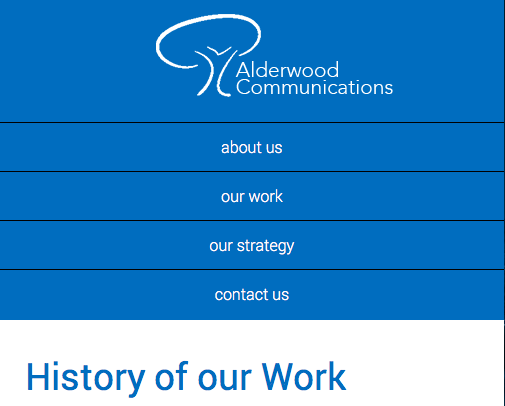 Alderwood
Communications
about us
our work
our strategy
contact us
History of our Work